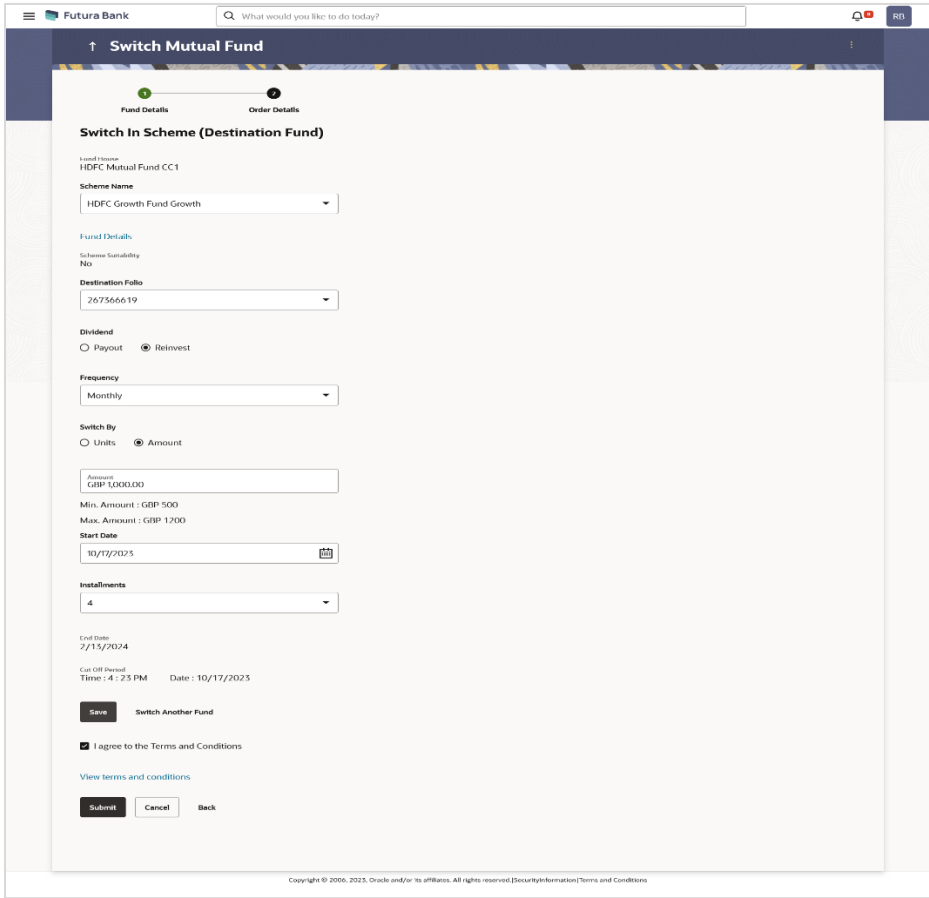 Futura Bank
What would you like to do today?
RB
↑ Switch Mutual Fund
1 2
Fund Details Order Details
Switch In Scheme (Destination Fund)
Fund House
HDFC Mutual Fund CC1
Scheme Name
HDFC Growth Fund Growth
Fund Details
Scheme Suitability
No
Destination Folio
267366619
Dividend
Payout Reinvest
Frequency
Monthly
Switch By
Units Amount
Amount
GBP 1,000.00
Min. Amount : GBP 500
Max. Amount : GBP 1200
Start Date
10/17/2023
Installments
4
End Date
2/13/2024
Cut Off Period
Time : 4 : 23 PM Date : 10/17/2023
Save Switch Another Fund
I agree to the Terms and Conditions
View terms and conditions
Submit Cancel Back
Copyright © 2006, 2023, Oracle and/or its affiliates. All rights reserved.|SecurityInformation|Terms and Conditions